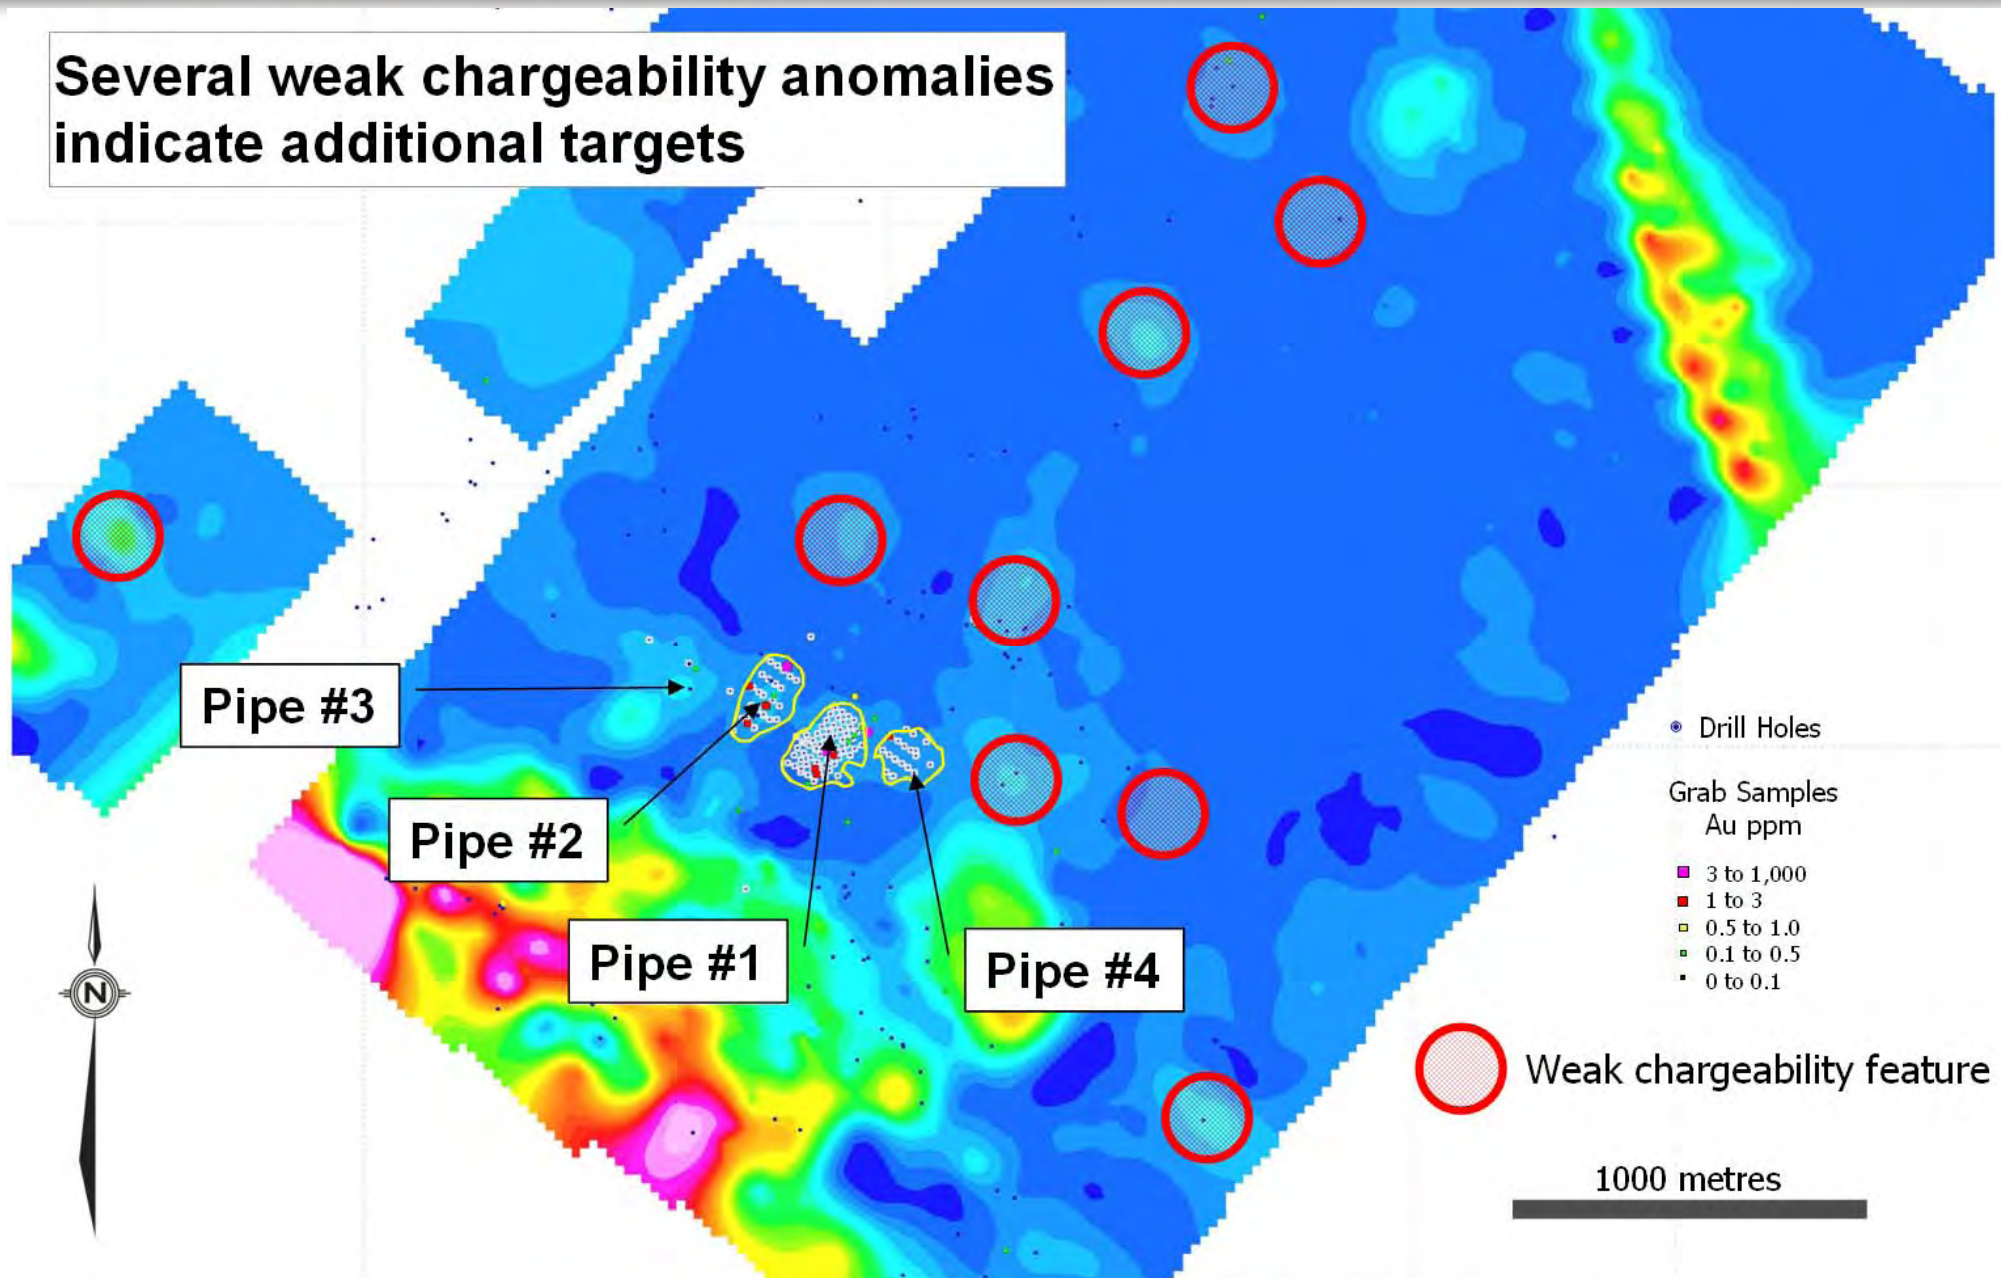 Several weak chargeability anomalies
indicate additional targets
Pipe #3
Pipe #2
Pipe #1
Pipe #4
N
Drill Holes
Grab Samples
Au ppm
3 to 1,000
1 to 3
0.5 to 1.0
0.1 to 0.5
0 to 0.1
Weak chargeability feature
1000 metres